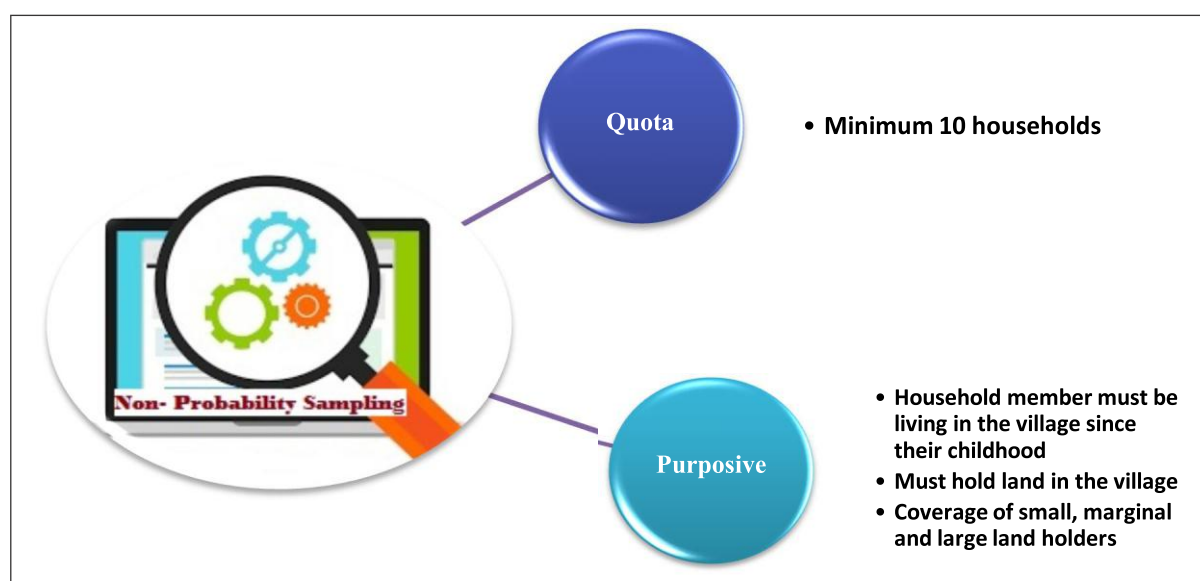 Quota
• Minimum 10 households
Non- Probability Sampling
Purposive
• Household member must be
living in the village since
their childhood
• Must hold land in the village
• Coverage of small, marginal
and large land holders